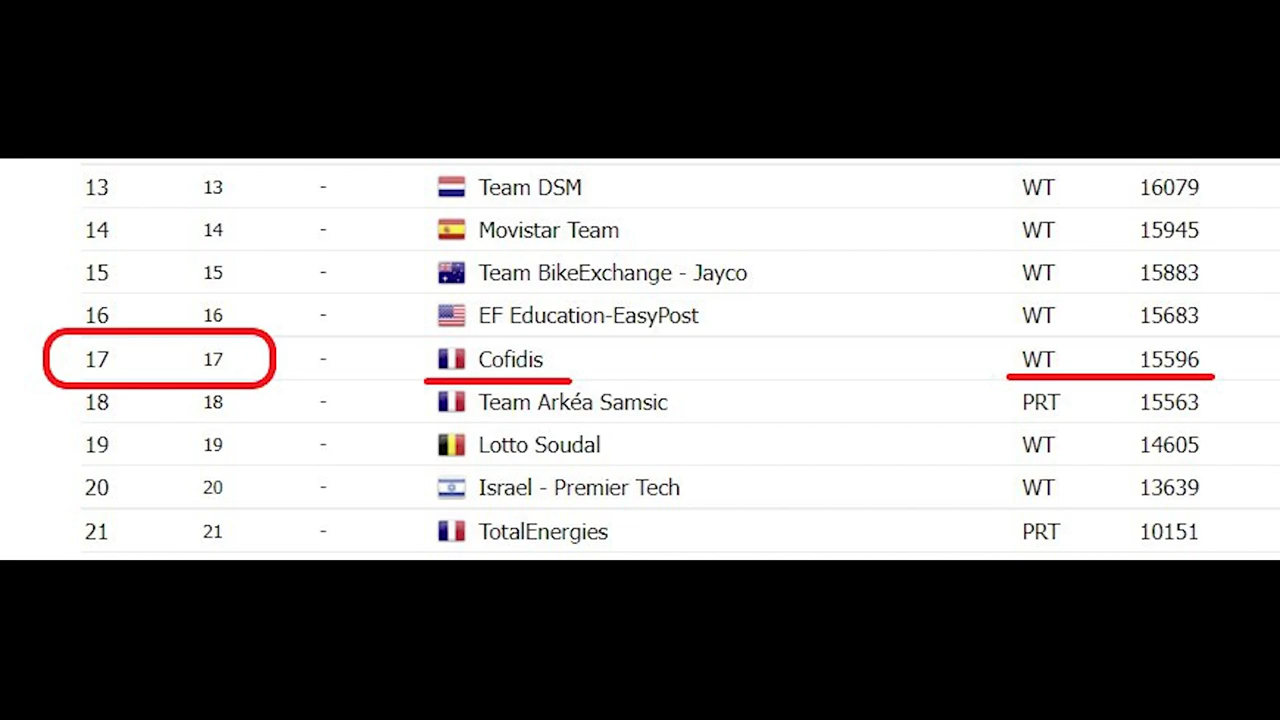 13 13 - Team DSM WT 16079
14 14 - Movistar Team WT 15945
15 15 - Team BikeExchange - Jayco WT 15883
16 16 - EF Education-EasyPost WT 15683
17 17 - Cofidis WT 15596
18 18 - Team Arkéa Samsic PRT 15563
19 19 - Lotto Soudal WT 14605
20 20 - Israel - Premier Tech WT 13639
21 21 - TotalEnergies PRT 10151